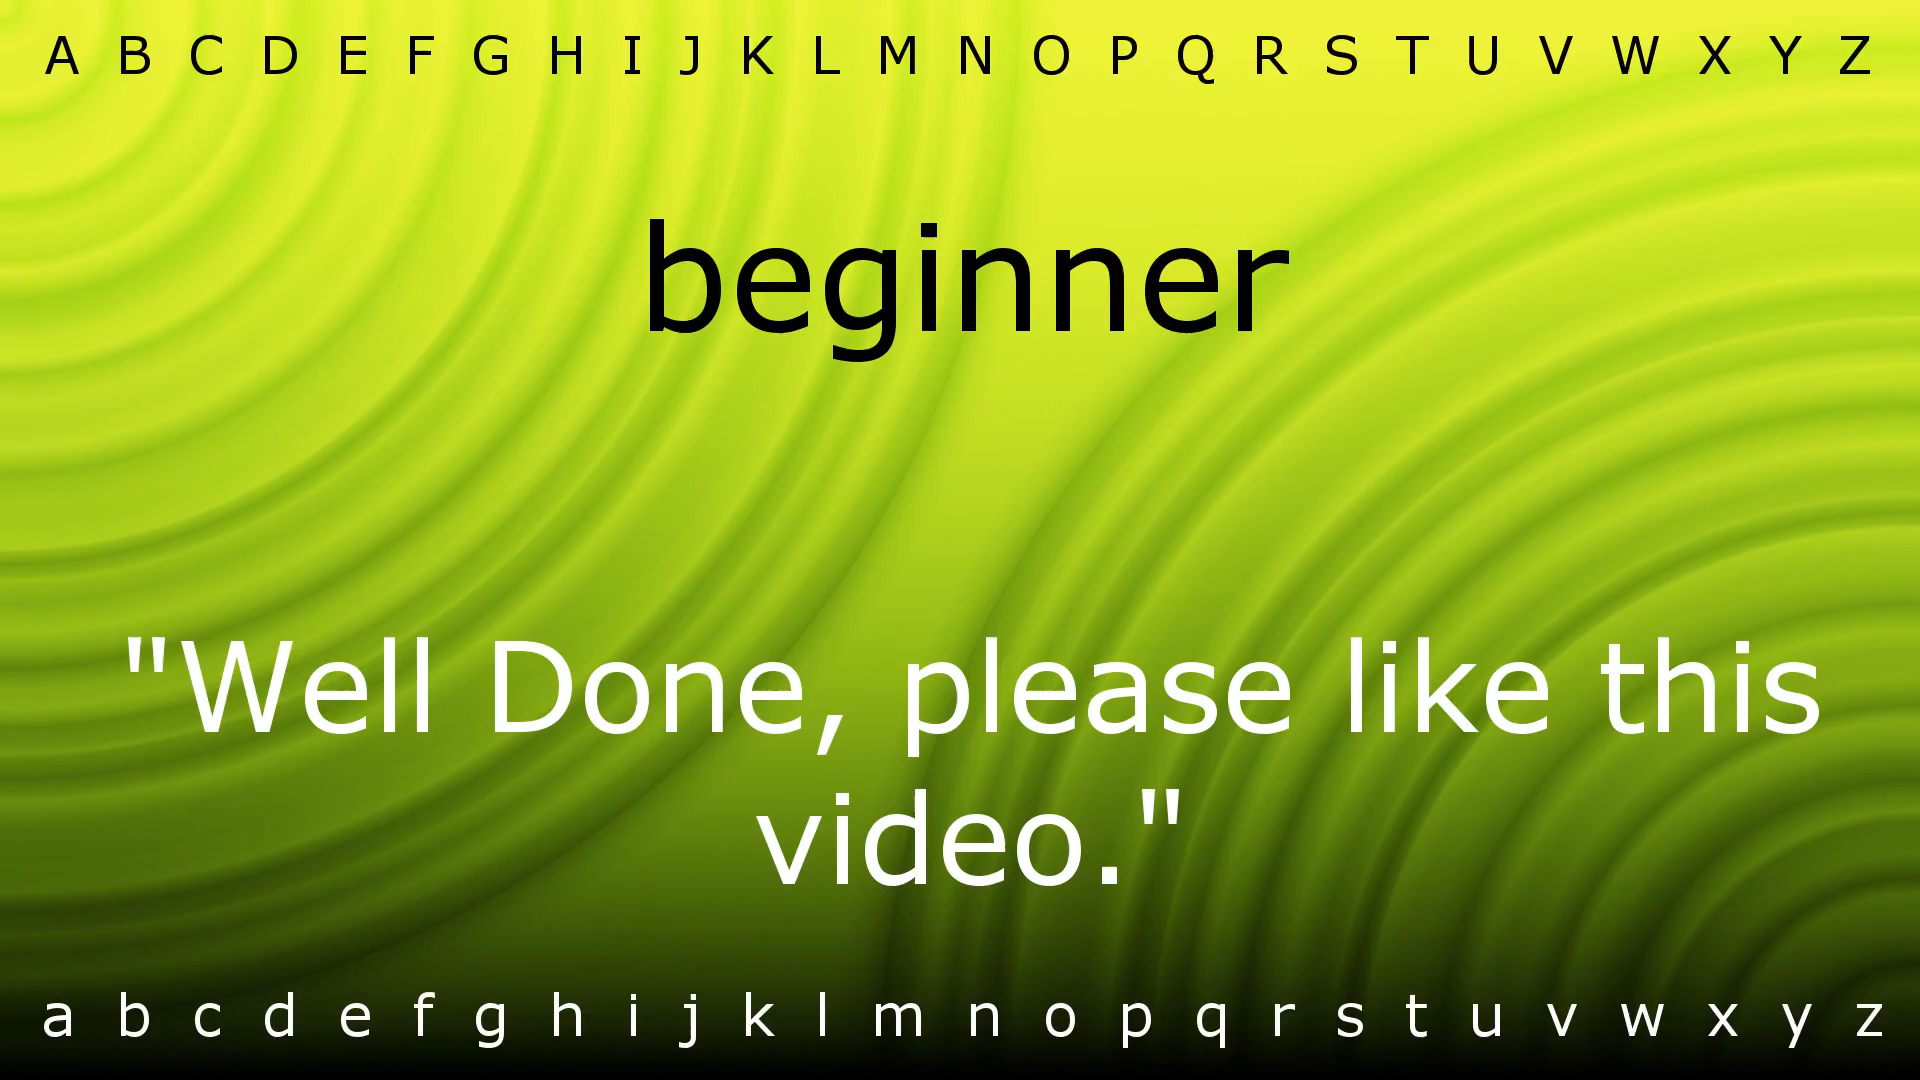 A B C D E F G H I J K L M N O P Q R S T U V W X Y Z
beginner
"Well Done, please like this
video."
a b c d e f g h i j k l m n o p q r s t u v w x y z